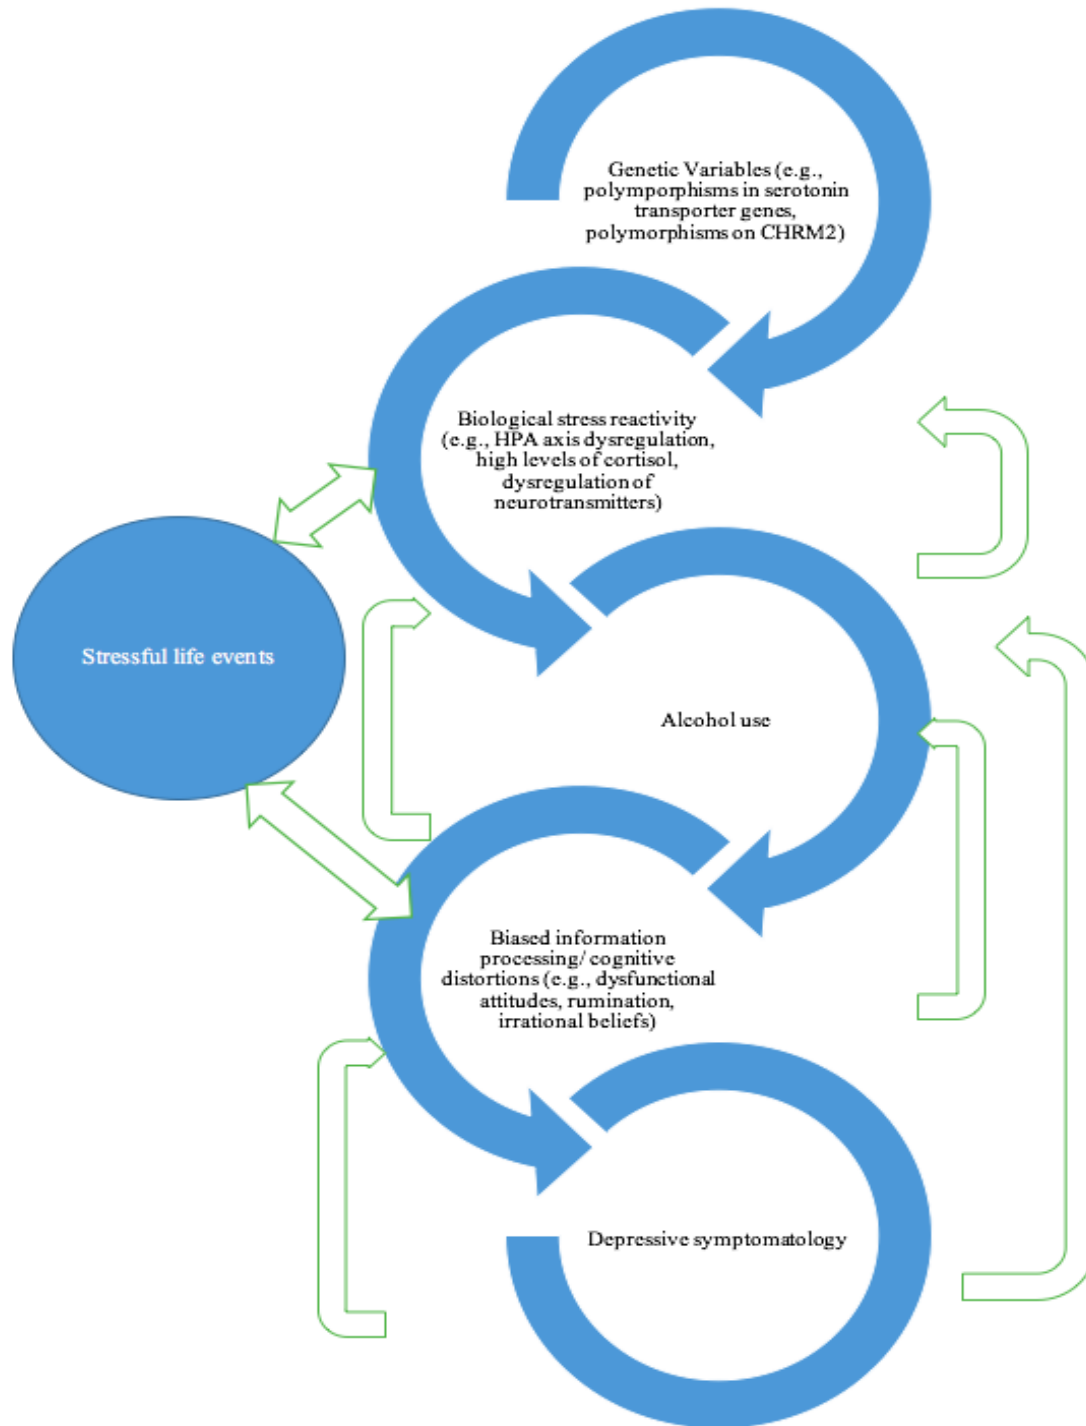 Genetic Variables (e.g.,
polymporphisms in serotonin
transporter genes,
polymorphisms on CHRM2)
Biological stress reactivity
(e.g., HPA axis dysregulation,
high levels of cortisol,
dysregulation of
neurotransmitters)
Stressful life events
Alcohol use
Biased information
processing/ cognitive
distortions (e.g., dysfunctional
attitudes, rumination,
irrational beliefs)
Depressive symptomatology